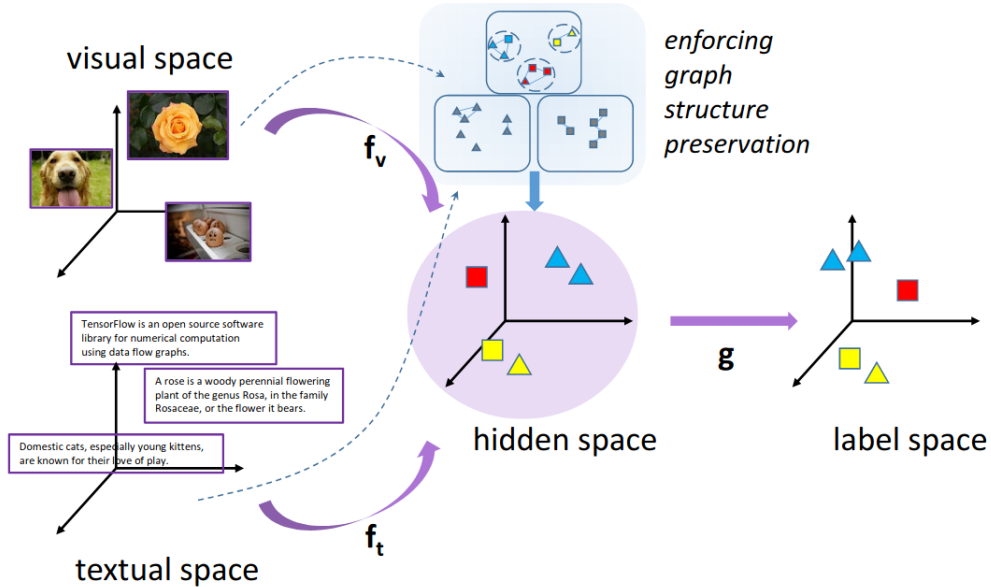 visual space
enforcing
graph
structure
preservation
f_v
TensorFlow is an open source software
library for numerical computation
using data flow graphs.
A rose is a woody perennial flowering
plant of the genus Rosa, in the family
Rosaceae, or the flower it bears.
Domestic cats, especially young kittens,
are known for their love of play.
g
hidden space
label space
f_t
textual space